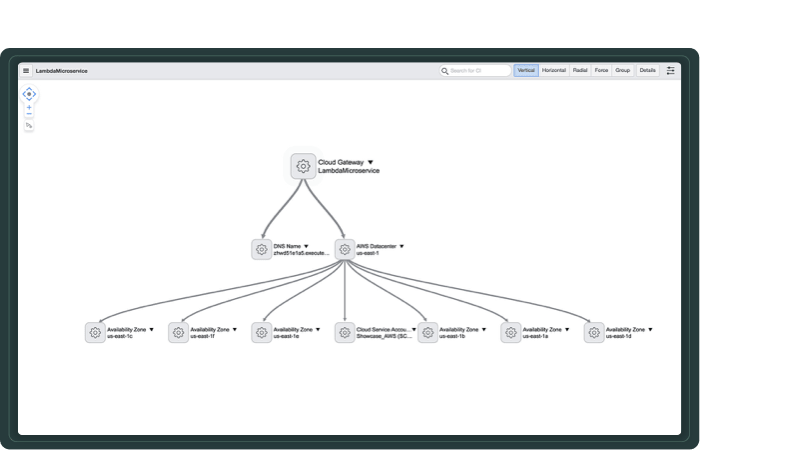 LambdaMicroservice
Search for CI
Vertical Horizontal Radial Force Group Details
Cloud Gateway
LambdaMicroservice
DNS Name
AWS Datacenter
us-east-1
Availability Zone
us-east-1c
Availability Zone
us-east-1f
Availability Zone
us-east-1e
Cloud Service Accou...
Showcase_AWS (SC...
Availability Zone
us-east-1b
Availability Zone
us-east-1a
Availability Zone
us-east-1d